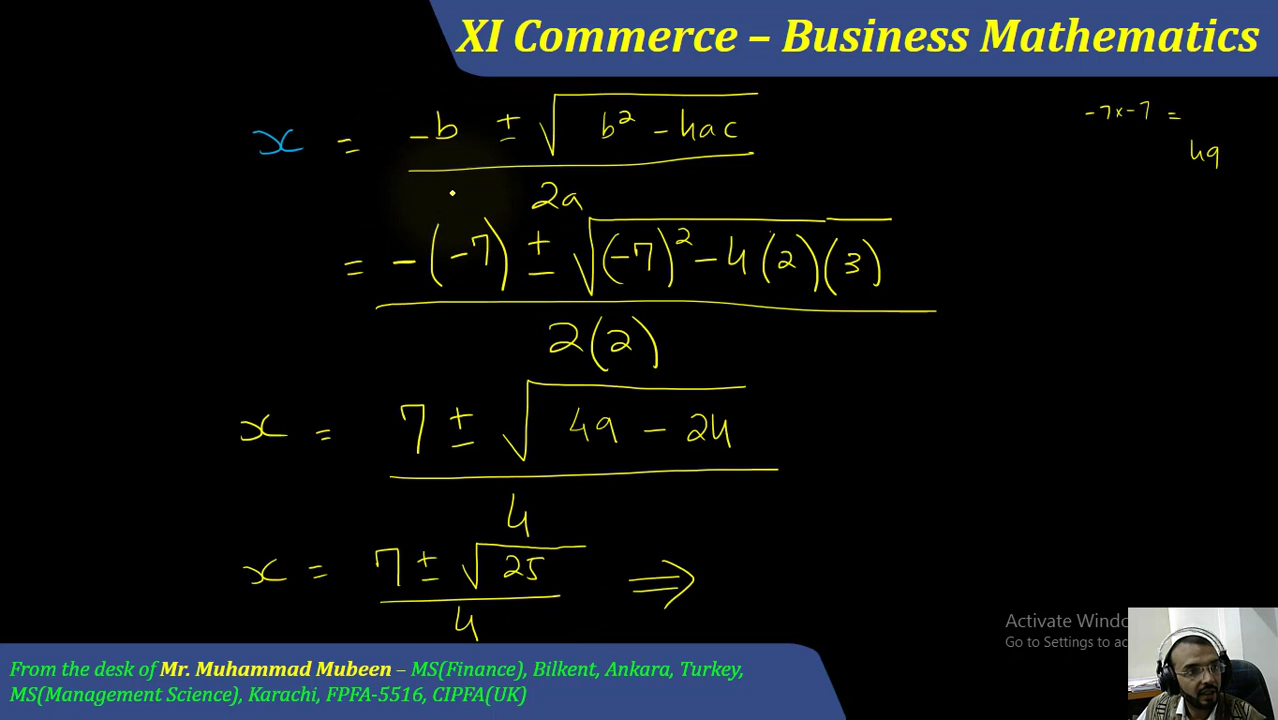 XI Commerce – Business Mathematics
x = (-b ± √(b² - 4ac)) / 2a
-7 x -7 =
49
= (-(-7) ± √((-7)² - 4(2)(3))) / 2(2)
x = (7 ± √(49 - 24)) / 4
x = (7 ± √25) / 4 ⇒
Activate Windo
Go to Settings to ac
From the desk of Mr. Muhammad Mubeen – MS(Finance), Bilkent, Ankara, Turkey,
MS(Management Science), Karachi, FPFA-5516, CIPFA(UK)